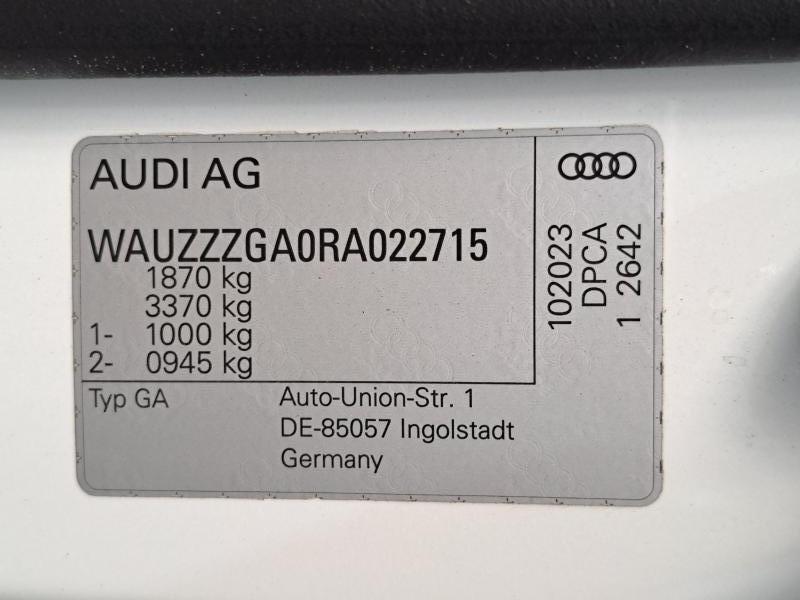 AUDI AG
WAUZZZGA0RA022715
1870 kg
3370 kg
1- 1000 kg
2- 0945 kg
Typ GA
Auto-Union-Str. 1
DE-85057 Ingolstadt
Germany
102023
DPCA
1 2642